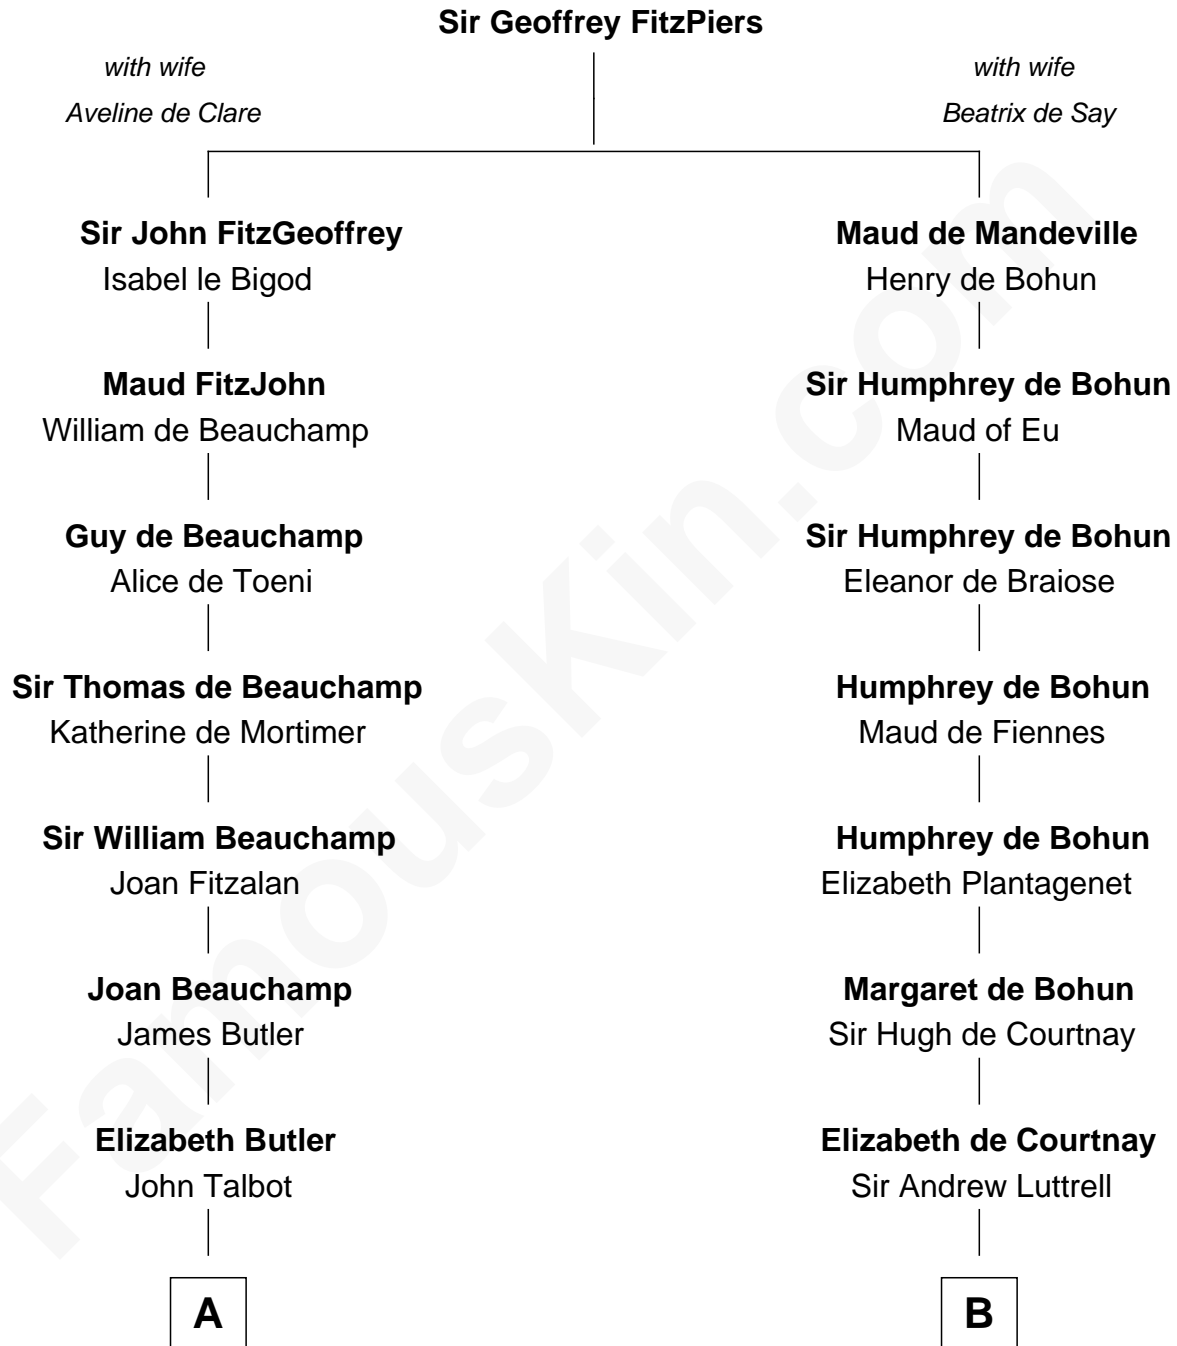 Sir Geoffrey FitzPiers
with wife
Aveline de Clare
with wife
Beatrix de Say
Sir John FitzGeoffrey
Isabel le Bigod
Maud de Mandeville
Henry de Bohun
Maud FitzJohn
William de Beauchamp
Sir Humphrey de Bohun
Maud of Eu
Guy de Beauchamp
Alice de Toeni
Sir Humphrey de Bohun
Eleanor de Braiose
Sir Thomas de Beauchamp
Katherine de Mortimer
Humphrey de Bohun
Maud de Fiennes
Sir William Beauchamp
Joan Fitzalan
Humphrey de Bohun
Elizabeth Plantagenet
Joan Beauchamp
James Butler
Margaret de Bohun
Sir Hugh de Courtnay
Elizabeth Butler
John Talbot
Elizabeth de Courtnay
Sir Andrew Luttrell
A
B
FamousKin.com